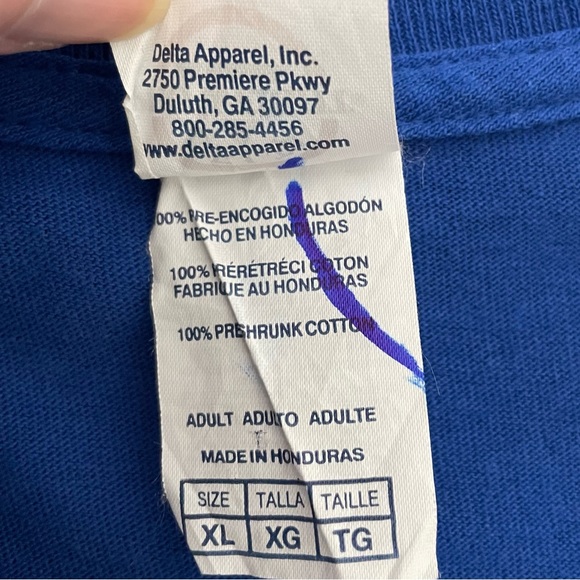 Delta Apparel, Inc.
2750 Premiere Pkwy
Duluth, GA 30097
800-285-4456
www.deltaapparel.com
00% PRE-ENCOGIDO ALGODÓN
HECHO EN HONDURAS
100% PRÉRÉTRÉCI COTON
FABRIQUE AU HONDURAS
100% PRESHRUNK COTTON
ADULT ADULTO ADULTE
MADE IN HONDURAS
SIZE TALLA TAILLE
XL XG TG